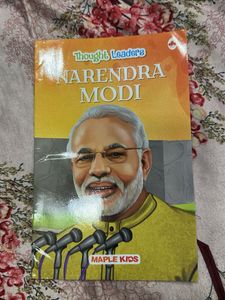 Thought Leaders
NARENDRA
MODI
MAPLE KIDS